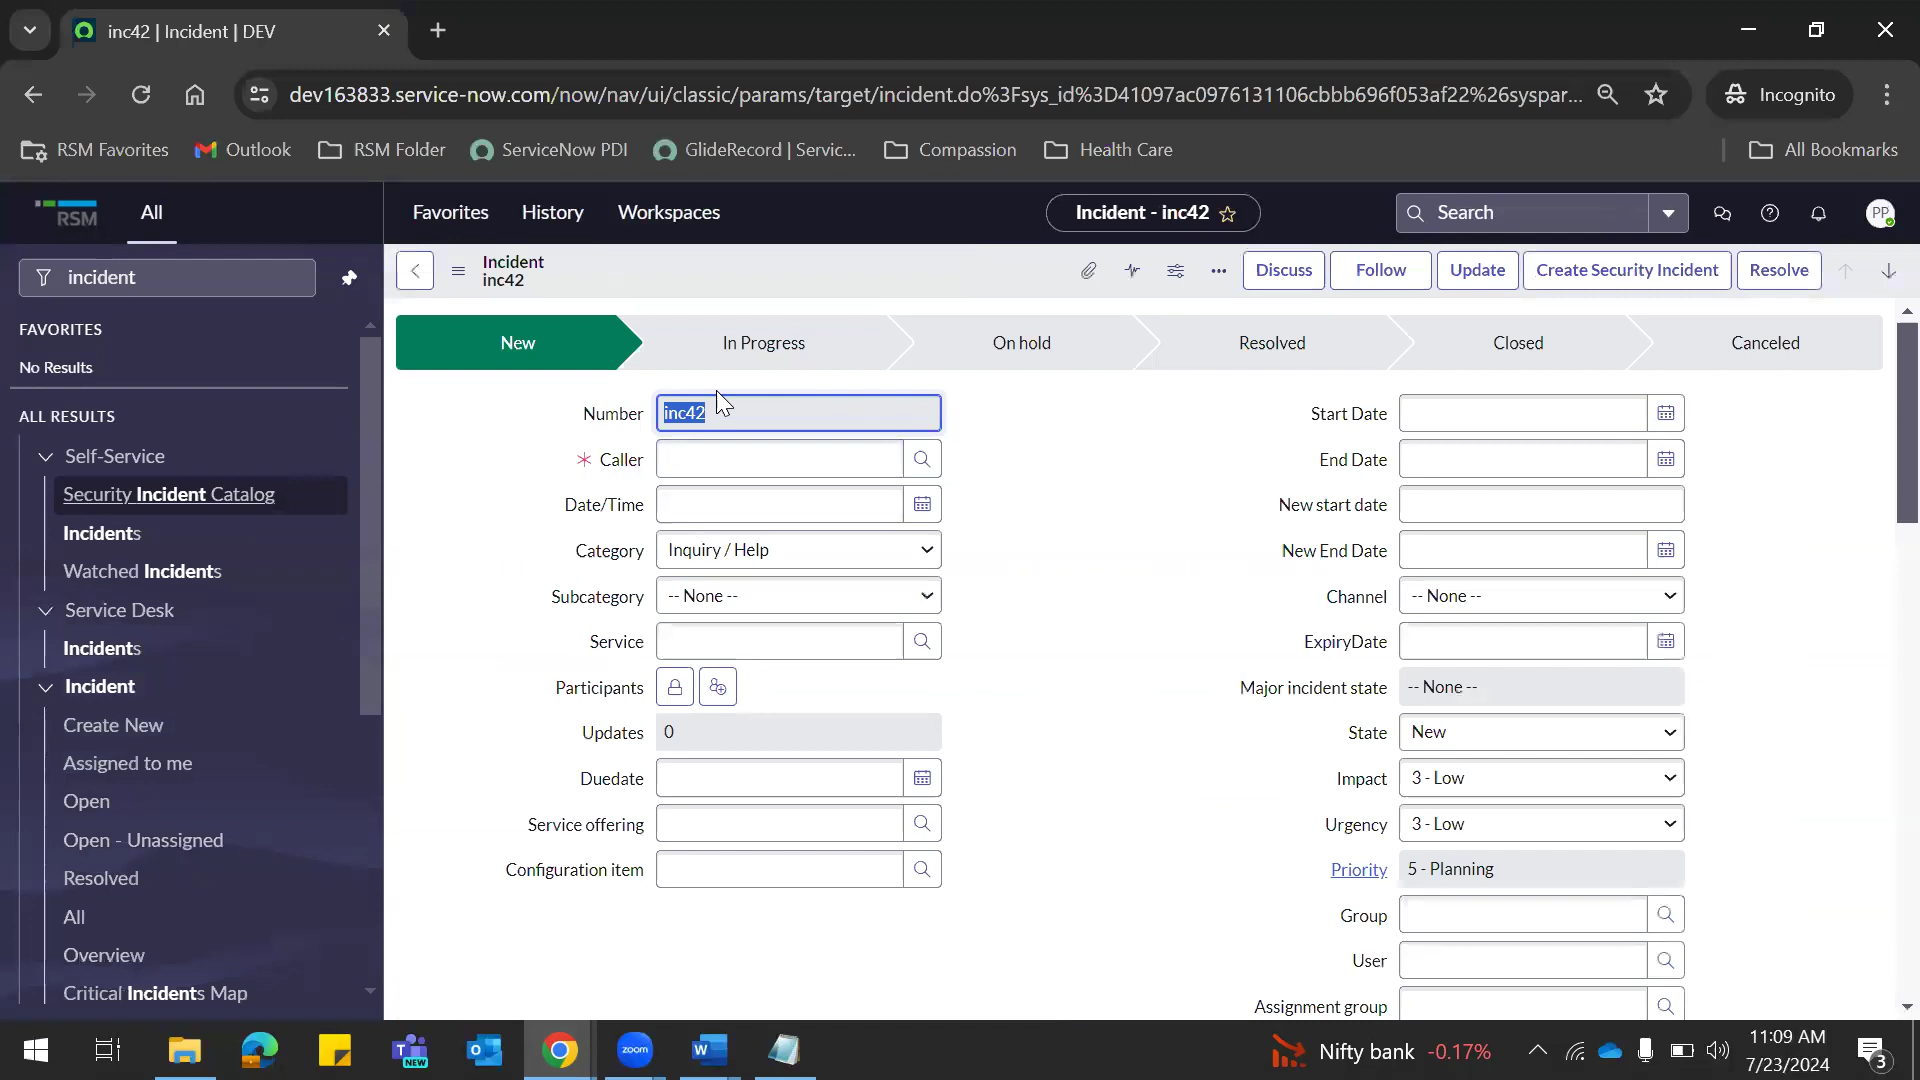 inc42 | Incident | DEV
dev163833.service-now.com/now/nav/ui/classic/params/target/incident.do%3Fsys_id%3D41097ac0976131106cbbb696f053af22%26syspar...
Incognito
RSM Favorites
Outlook
RSM Folder
ServiceNow PDI
GlideRecord | Servic...
Compassion
Health Care
All Bookmarks
RSM
All
Favorites
History
Workspaces
Incident - inc42
Search
PP
incident
FAVORITES
No Results
ALL RESULTS
Self-Service
Security Incident Catalog
Incidents
Watched Incidents
Service Desk
Incidents
Incident
Create New
Assigned to me
Open
Open - Unassigned
Resolved
All
Overview
Critical Incidents Map
Incident
inc42
Discuss
Follow
Update
Create Security Incident
Resolve
New
In Progress
On hold
Resolved
Closed
Canceled
Number inc42
Caller
Date/Time
Category Inquiry / Help
Subcategory -- None --
Service
Participants
Updates 0
Duedate
Service offering
Configuration item
Start Date
End Date
New start date
New End Date
Channel -- None --
ExpiryDate
Major incident state -- None --
State New
Impact 3 - Low
Urgency 3 - Low
Priority 5 - Planning
Group
User
Assignment group
T NEW
zoom
W
Nifty bank -0.17%
11:09 AM
7/23/2024
3